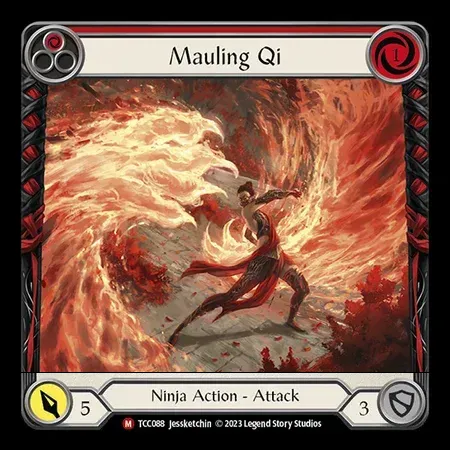 Mauling Qi
1
5
Ninja Action - Attack
3
M TCC088 Jessketchin © 2023 Legend Story Studios